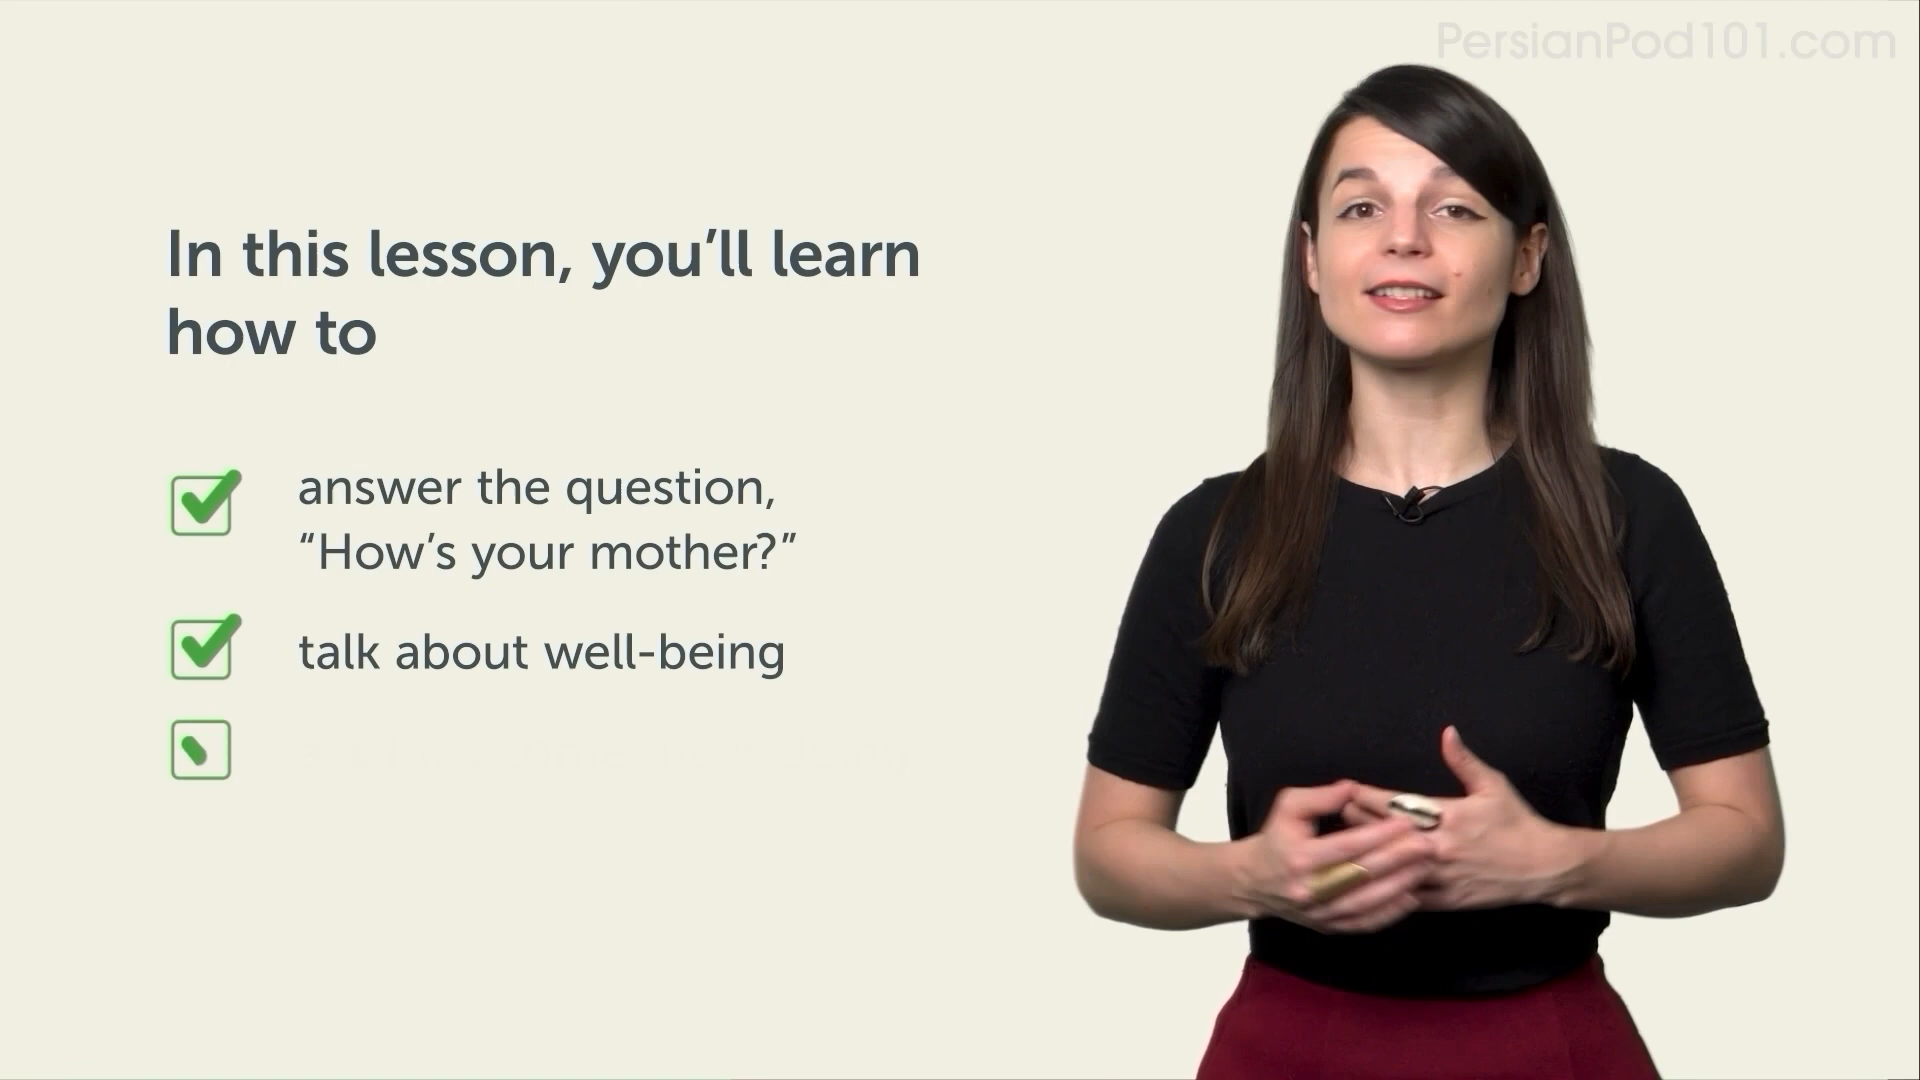 PersianPod101.com
In this lesson, you’ll learn
how to
answer the question,
“How’s your mother?”
talk about well-being